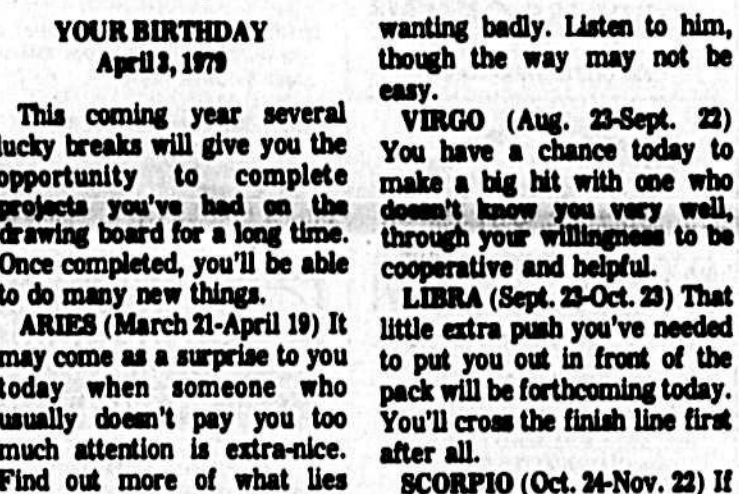 YOUR BIRTHDAY
April 3, 1979
This coming year several
lucky breaks will give you the
opportunity to complete
projects you've had on the
drawing board for a long time.
Once completed, you'll be able
to do many new things.
ARIES (March 21-April 19) It
may come as a surprise to you
today when someone who
usually doesn't pay you too
much attention is extra-nice.
Find out more of what lies
wanting badly. Listen to him,
though the way may not be
easy.
VIRGO (Aug. 23-Sept. 22)
You have a chance today to
make a big hit with one who
doesn't know you very well,
through your willingness to be
cooperative and helpful.
LIBRA (Sept. 23-Oct. 23) That
little extra push you've needed
to put you out in front of the
pack will be forthcoming today.
You'll cross the finish line first
after all.
SCORPIO (Oct. 24-Nov. 22) If